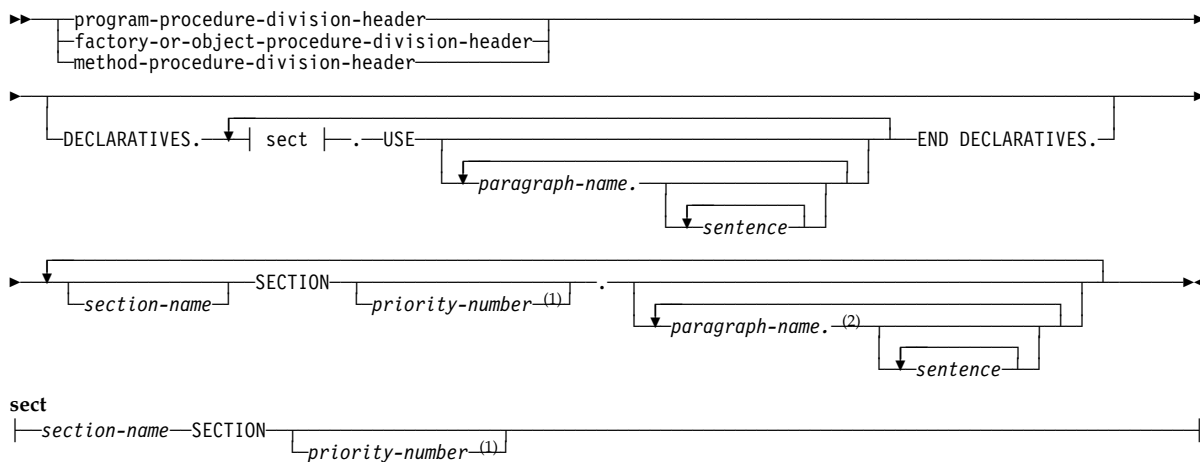 program-procedure-division-header
factory-or-object-procedure-division-header
method-procedure-division-header
DECLARATIVES. sect . USE END DECLARATIVES.
paragraph-name.
sentence
section-name SECTION priority-number (1) . paragraph-name. (2)
sentence
sect
section-name SECTION priority-number (1)